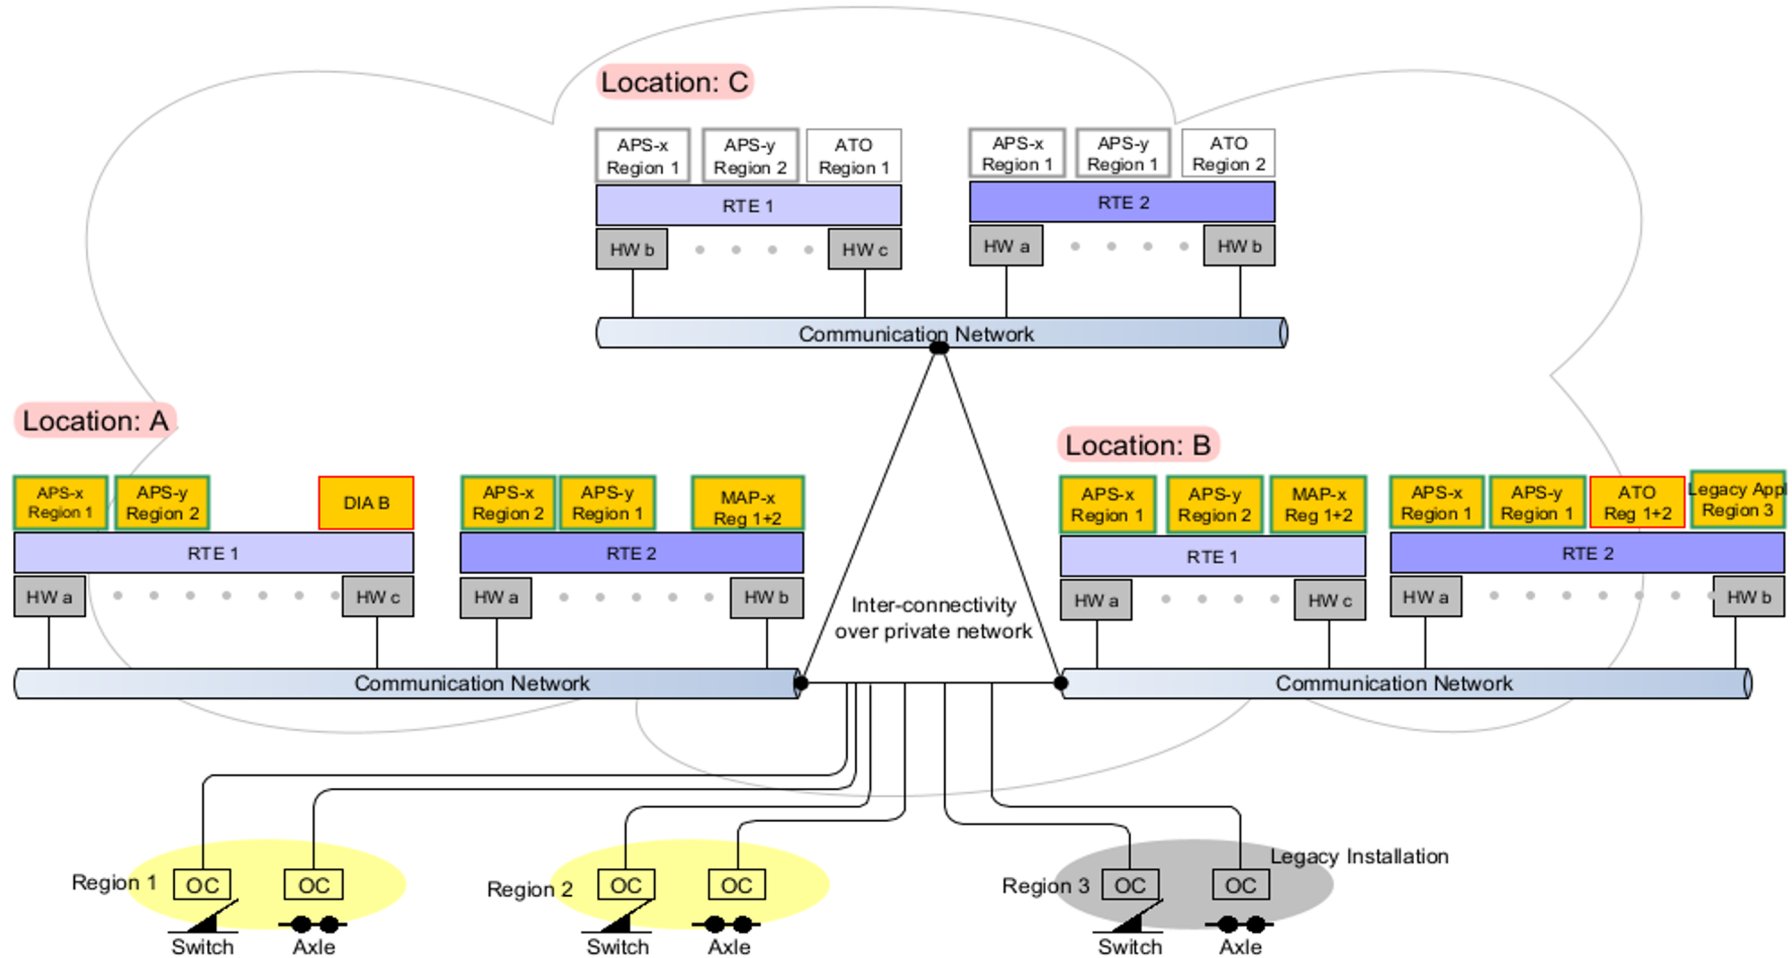 Location: C
APS-x
Region 1
APS-y
Region 2
ATO
Region 1
RTE 1
HW b
HW c
APS-x
Region 1
APS-y
Region 1
ATO
Region 2
RTE 2
HW a
HW b
Communication Network
Location: A
APS-x
Region 1
APS-y
Region 2
DIA B
RTE 1
HW a
HW c
APS-x
Region 2
APS-y
Region 1
MAP-x
Reg 1+2
RTE 2
HW a
HW b
Communication Network
Inter-connectivity
over private network
Location: B
APS-x
Region 1
APS-y
Region 2
MAP-x
Reg 1+2
RTE 1
HW a
HW c
APS-x
Region 1
APS-y
Region 1
ATO
Reg 1+2
Legacy Appl
Region 3
RTE 2
HW a
HW b
Communication Network
Region 1
OC
OC
Switch
Axle
Region 2
OC
OC
Switch
Axle
Legacy Installation
Region 3
OC
OC
Switch
Axle